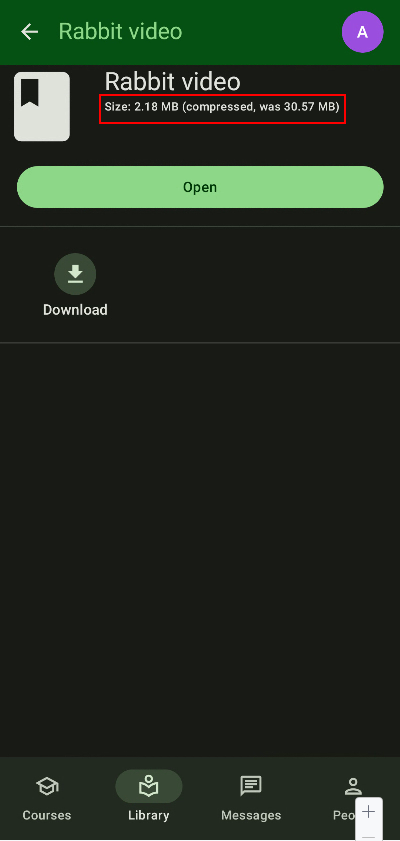 Rabbit video
A
Rabbit video
Size: 2.18 MB (compressed, was 30.57 MB)
Open
Download
Courses
Library
Messages
Peo